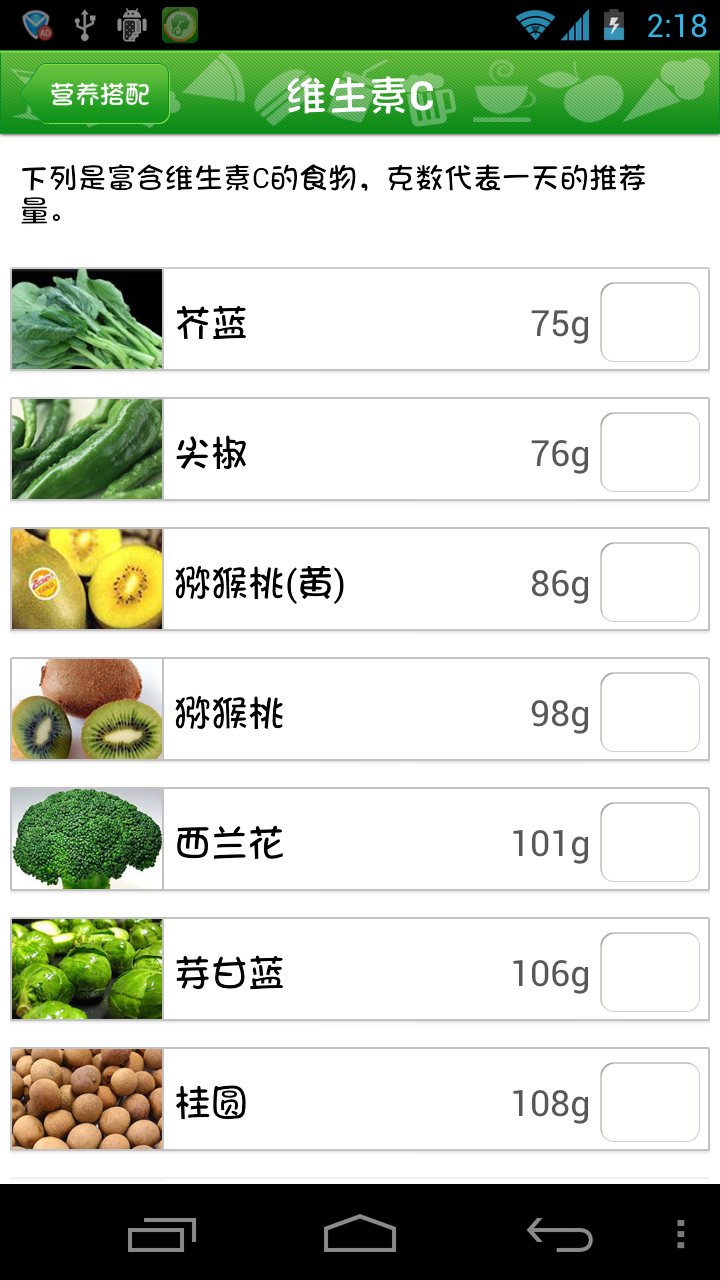 2:18
营养搭配
维生素C
下列是富含维生素C的食物，克数代表一天的推荐
量。
芥蓝 75g
尖椒 76g
猕猴桃(黄) 86g
猕猴桃 98g
西兰花 101g
芽甘蓝 106g
桂圆 108g